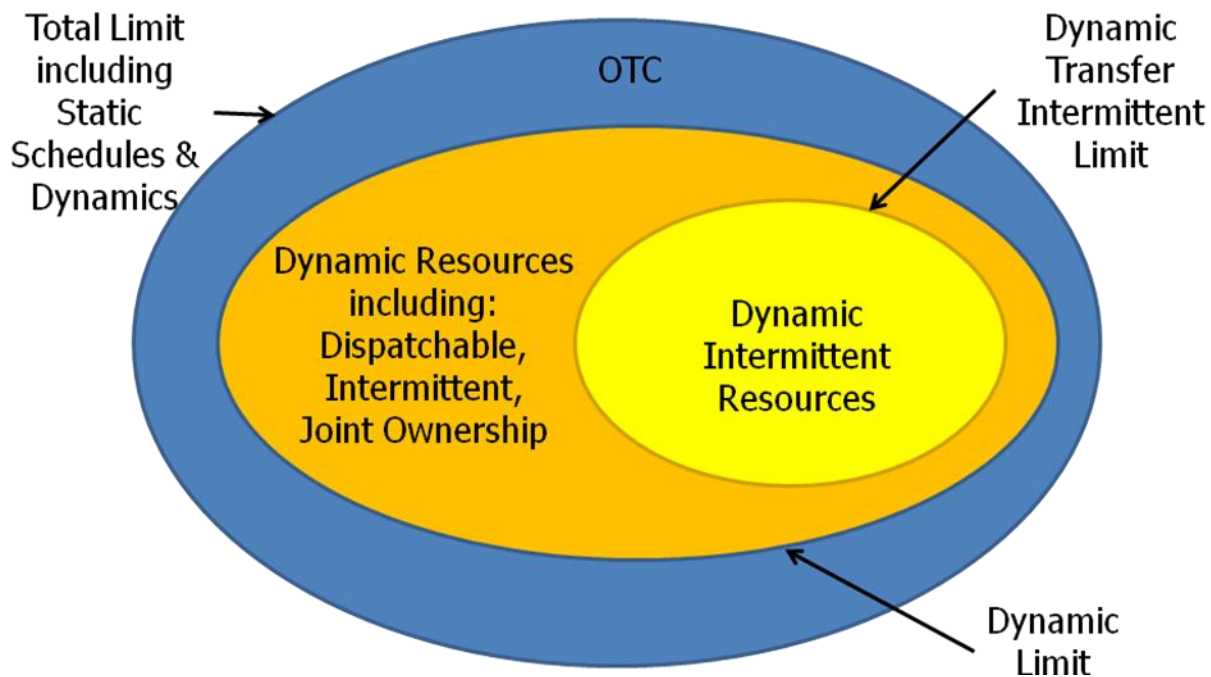 Total Limit
including
Static
Schedules &
Dynamics
OTC
Dynamic
Transfer
Intermittent
Limit
Dynamic Resources
including:
Dispatchable,
Intermittent,
Joint Ownership
Dynamic
Intermittent
Resources
Dynamic
Limit